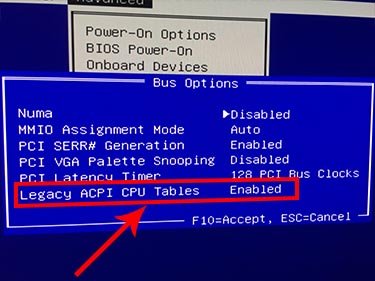 Advanced
Power-On Options
BIOS Power-On
Onboard Devices
Bus Options
Numa ▶Disabled
MMIO Assignment Mode Auto
PCI SERR# Generation Enabled
PCI VGA Palette Snooping Disabled
PCI Latency Timer 128 PCI Bus Clocks
Legacy ACPI CPU Tables Enabled
F10=Accept, ESC=Cancel